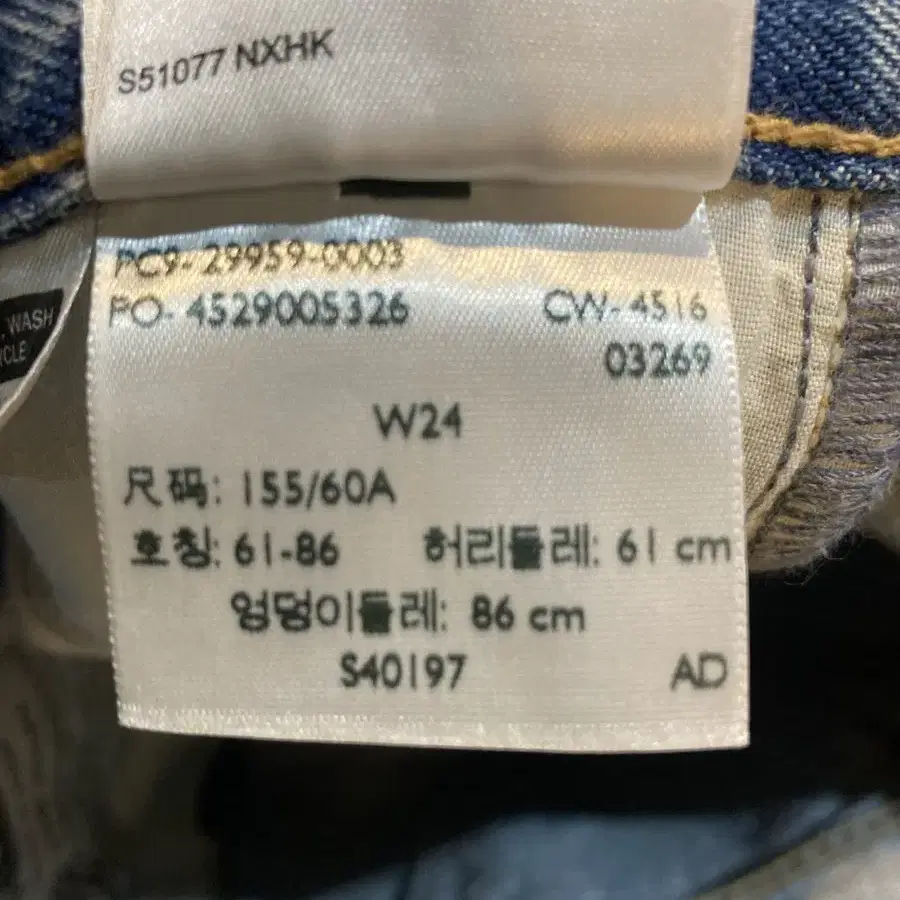 S51077 NXHK
PC9- 29959-0003
PO- 4529005326 CW- 4516
03269
W24
尺码: 155/60A
호칭: 61-86 허리둘레: 61 cm
엉덩이둘레: 86 cm
S40197 AD
WASH